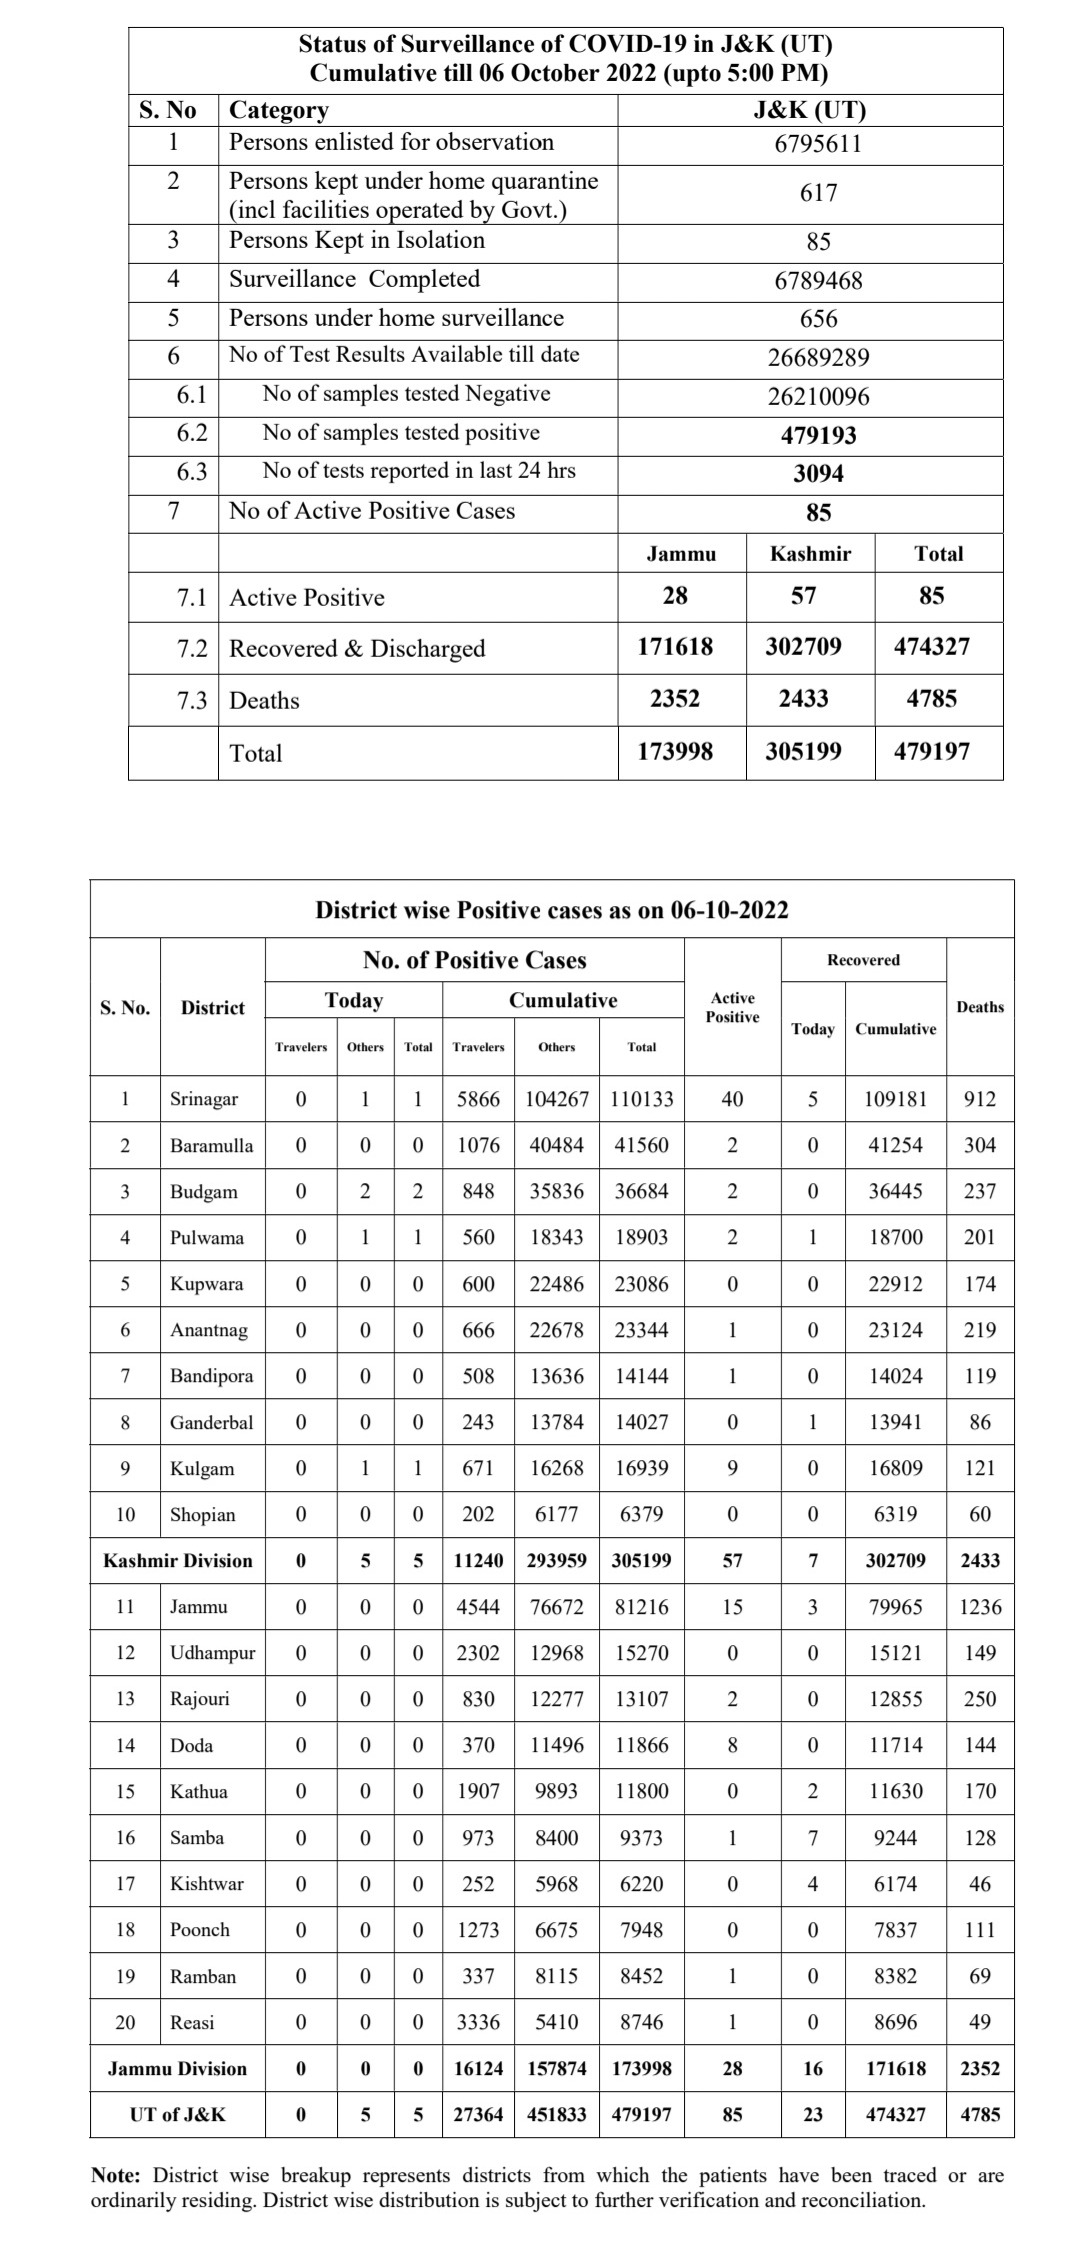 Status of Surveillance of COVID-19 in J&K (UT)
Cumulative till 06 October 2022 (upto 5:00 PM)
S. No Category J&K (UT)
1 Persons enlisted for observation 6795611
2 Persons kept under home quarantine
(incl facilities operated by Govt.) 617
3 Persons Kept in Isolation 85
4 Surveillance Completed 6789468
5 Persons under home surveillance 656
6 No of Test Results Available till date 26689289
6.1 No of samples tested Negative 26210096
6.2 No of samples tested positive 479193
6.3 No of tests reported in last 24 hrs 3094
7 No of Active Positive Cases 85
Jammu Kashmir Total
7.1 Active Positive 28 57 85
7.2 Recovered & Discharged 171618 302709 474327
7.3 Deaths 2352 2433 4785
Total 173998 305199 479197
District wise Positive cases as on 06-10-2022
S. No. District No. of Positive Cases Active Positive Recovered Deaths
Today Cumulative Today Cumulative
Travelers Others Total Travelers Others Total
1 Srinagar 0 1 1 5866 104267 110133 40 5 109181 912
2 Baramulla 0 0 0 1076 40484 41560 2 0 41254 304
3 Budgam 0 2 2 848 35836 36684 2 0 36445 237
4 Pulwama 0 1 1 560 18343 18903 2 1 18700 201
5 Kupwara 0 0 0 600 22486 23086 0 0 22912 174
6 Anantnag 0 0 0 666 22678 23344 1 0 23124 219
7 Bandipora 0 0 0 508 13636 14144 1 0 14024 119
8 Ganderbal 0 0 0 243 13784 14027 0 1 13941 86
9 Kulgam 0 1 1 671 16268 16939 9 0 16809 121
10 Shopian 0 0 0 202 6177 6379 0 0 6319 60
Kashmir Division 0 5 5 11240 293959 305199 57 7 302709 2433
11 Jammu 0 0 0 4544 76672 81216 15 3 79965 1236
12 Udhampur 0 0 0 2302 12968 15270 0 0 15121 149
13 Rajouri 0 0 0 830 12277 13107 2 0 12855 250
14 Doda 0 0 0 370 11496 11866 8 0 11714 144
15 Kathua 0 0 0 1907 9893 11800 0 2 11630 170
16 Samba 0 0 0 973 8400 9373 1 7 9244 128
17 Kishtwar 0 0 0 252 5968 6220 0 4 6174 46
18 Poonch 0 0 0 1273 6675 7948 0 0 7837 111
19 Ramban 0 0 0 337 8115 8452 1 0 8382 69
20 Reasi 0 0 0 3336 5410 8746 1 0 8696 49
Jammu Division 0 0 0 16124 157874 173998 28 16 171618 2352
UT of J&K 0 5 5 27364 451833 479197 85 23 474327 4785
Note: District wise breakup represents districts from which the patients have been traced or are
ordinarily residing. District wise distribution is subject to further verification and reconciliation.